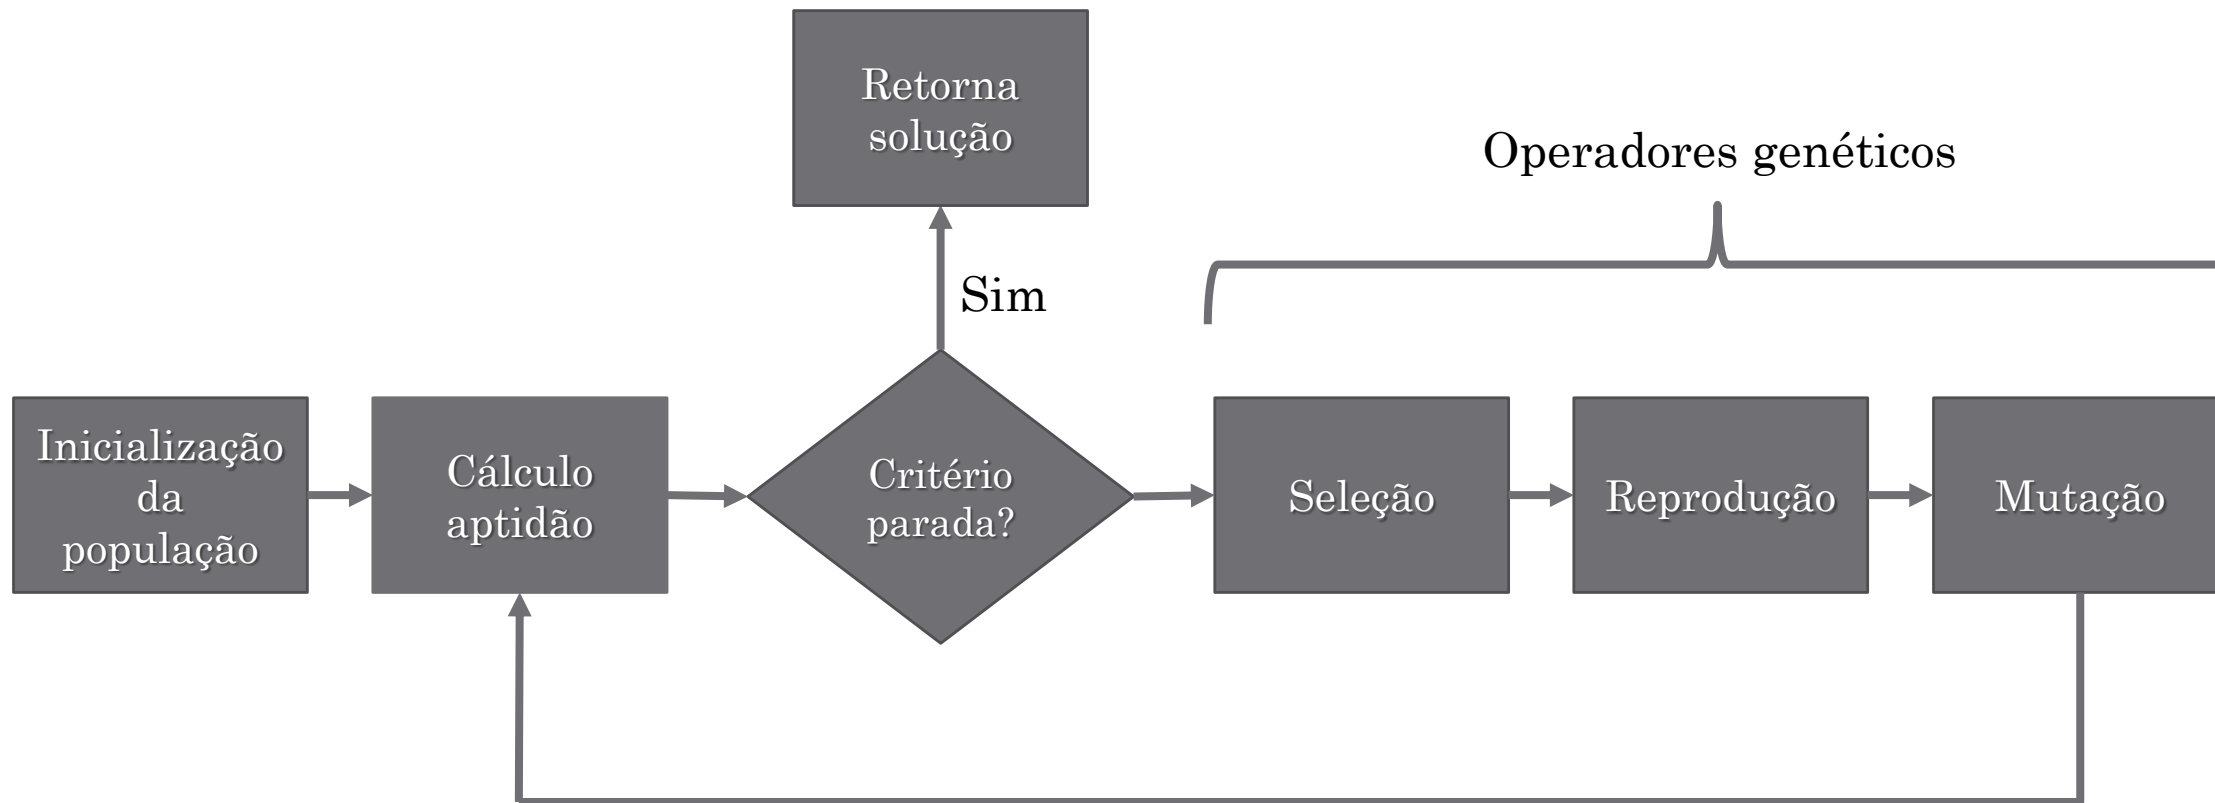 Retorna
solução
Operadores genéticos
Sim
Inicialização
da
população
Cálculo
aptidão
Critério
parada?
Seleção
Reprodução
Mutação